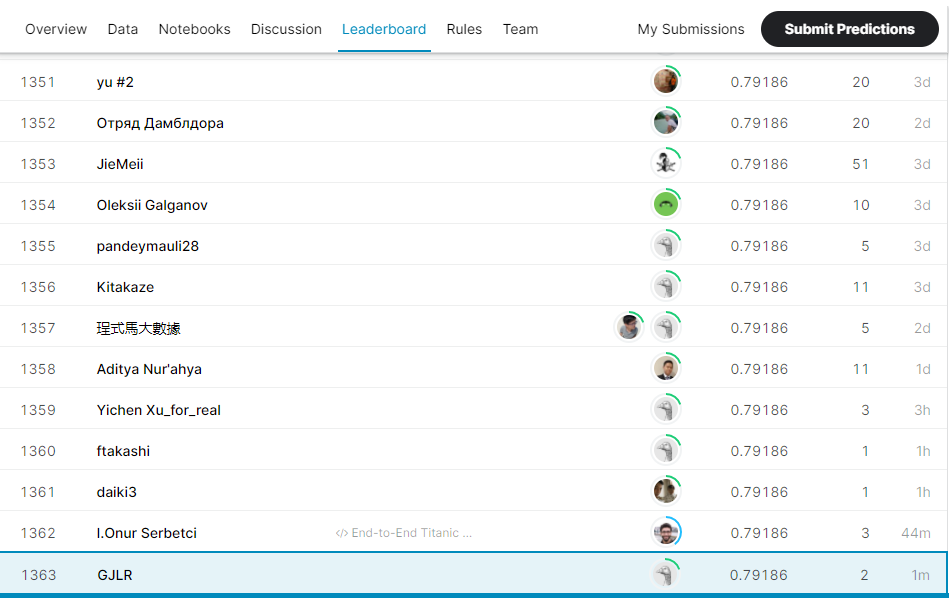 Overview Data Notebooks Discussion Leaderboard Rules Team My Submissions Submit Predictions
1351 yu #2 0.79186 20 3d
1352 Отряд Дамблдора 0.79186 20 2d
1353 JieMeii 0.79186 51 3d
1354 Oleksii Galganov 0.79186 10 3d
1355 pandeymauli28 0.79186 5 3d
1356 Kitakaze 0.79186 11 3d
1357 珵式馬大數據 0.79186 5 2d
1358 Aditya Nur'ahya 0.79186 11 1d
1359 Yichen Xu_for_real 0.79186 3 3h
1360 ftakashi 0.79186 1 1h
1361 daiki3 0.79186 1 1h
1362 I.Onur Serbetci </> End-to-End Titanic ... 0.79186 3 44m
1363 GJLR 0.79186 2 1m